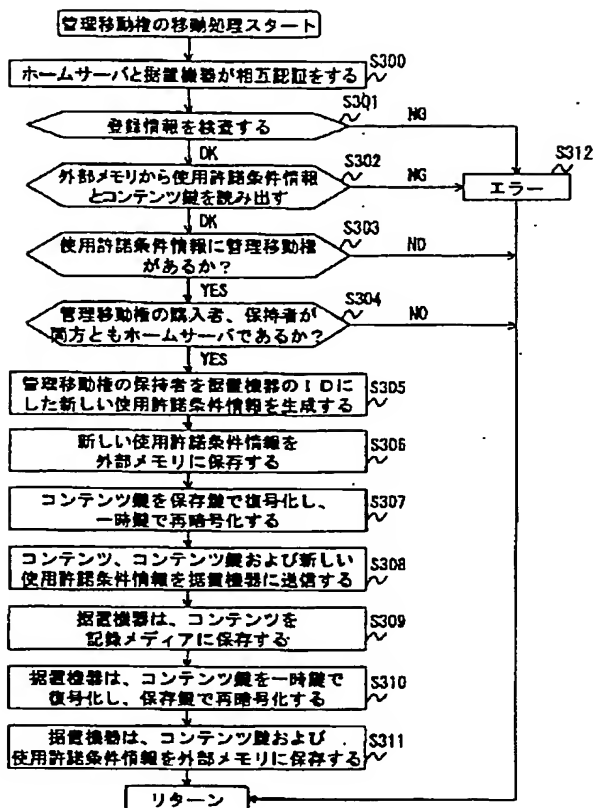 管理移動権の移動処理スタート
S300
ホームサーバと据置機器が相互認証をする
S301
登録情報を検査する
NG
OK
S302
外部メモリから使用許諾条件情報
とコンテンツ鍵を読み出す
NG
S312
エラー
OK
S303
使用許諾条件情報に管理移動権
があるか？
NO
YES
S304
管理移動権の購入者、保持者が
両方ともホームサーバであるか？
NO
YES
S305
管理移動権の保持者を据置機器のIDに
した新しい使用許諾条件情報を生成する
S306
新しい使用許諾条件情報を
外部メモリに保存する
S307
コンテンツ鍵を保存鍵で復号化し、
一時鍵で再暗号化する
S308
コンテンツ、コンテンツ鍵および新しい
使用許諾条件情報を据置機器に送信する
S309
据置機器は、コンテンツを
記録メディアに保存する
S310
据置機器は、コンテンツ鍵を一時鍵で
復号化し、保存鍵で再暗号化する
S311
据置機器は、コンテンツ鍵および
使用許諾条件情報を外部メモリに保存する
リターン